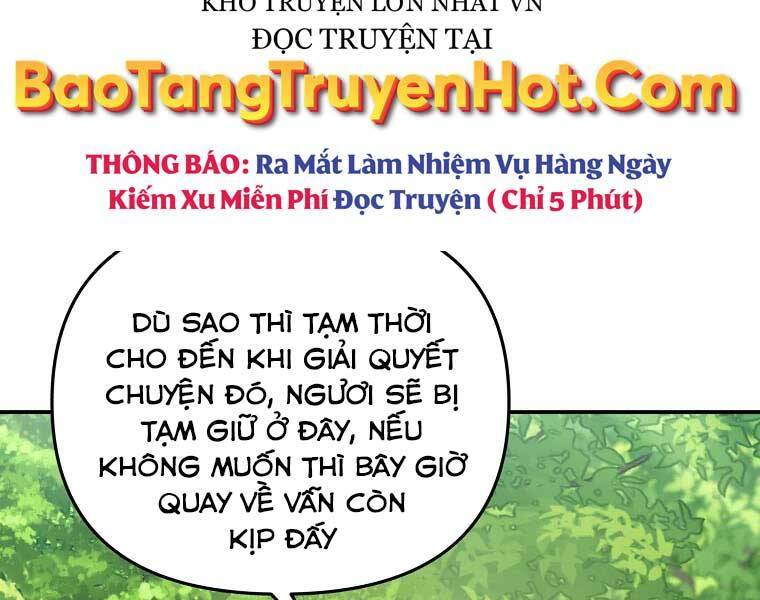 KHO TRUYỆN LỚN NHẤT VN
ĐỌC TRUYỆN TẠI
BaoTangTruyenHot.Com
THÔNG BÁO: Ra Mắt Làm Nhiệm Vụ Hàng Ngày
Kiếm Xu Miễn Phí Đọc Truyện ( Chỉ 5 Phút)
DÙ SAO THÌ TẠM THỜI
CHO ĐẾN KHI GIẢI QUYẾT
CHUYỆN ĐÓ, NGƯƠI SẼ BỊ
TẠM GIỮ Ở ĐÂY, NẾU
KHÔNG MUỐN THÌ BÂY GIỜ
QUAY VỀ VẪN CÒN
KỊP ĐẤY